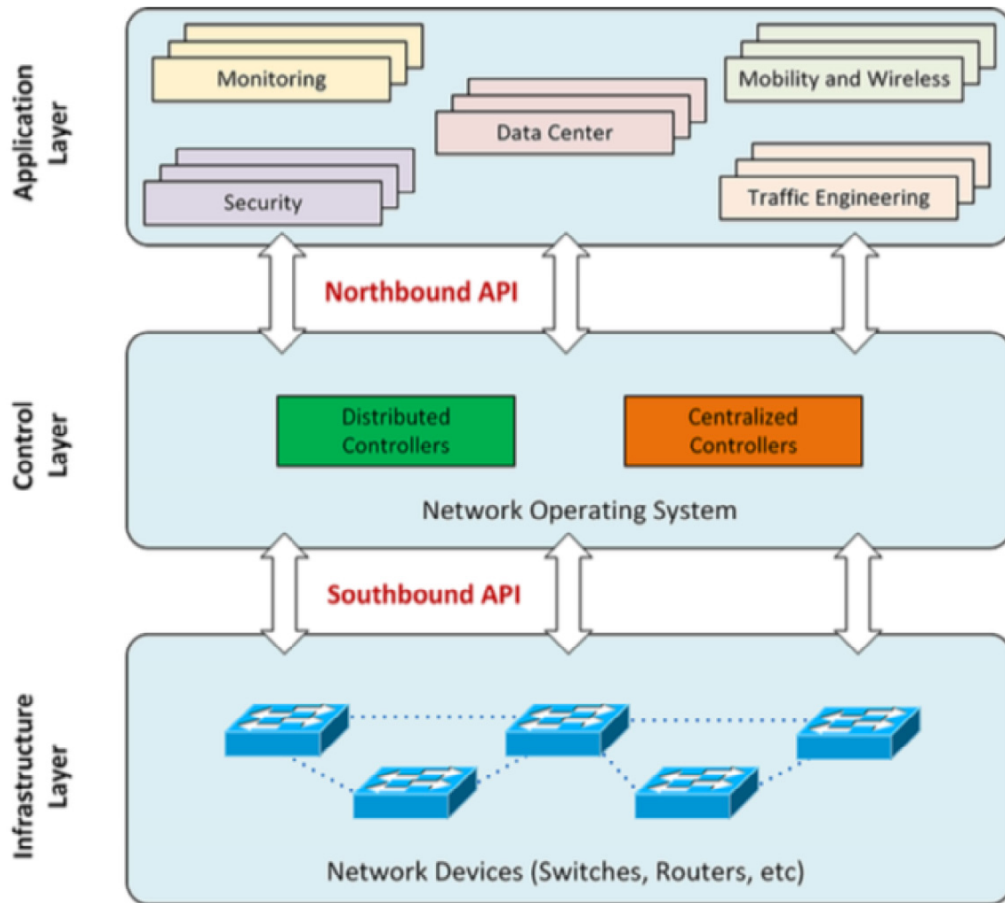 Application
Layer
Monitoring
Data Center
Mobility and Wireless
Security
Traffic Engineering
Northbound API
Control
Layer
Distributed
Controllers
Centralized
Controllers
Network Operating System
Southbound API
Infrastructure
Layer
Network Devices (Switches, Routers, etc)